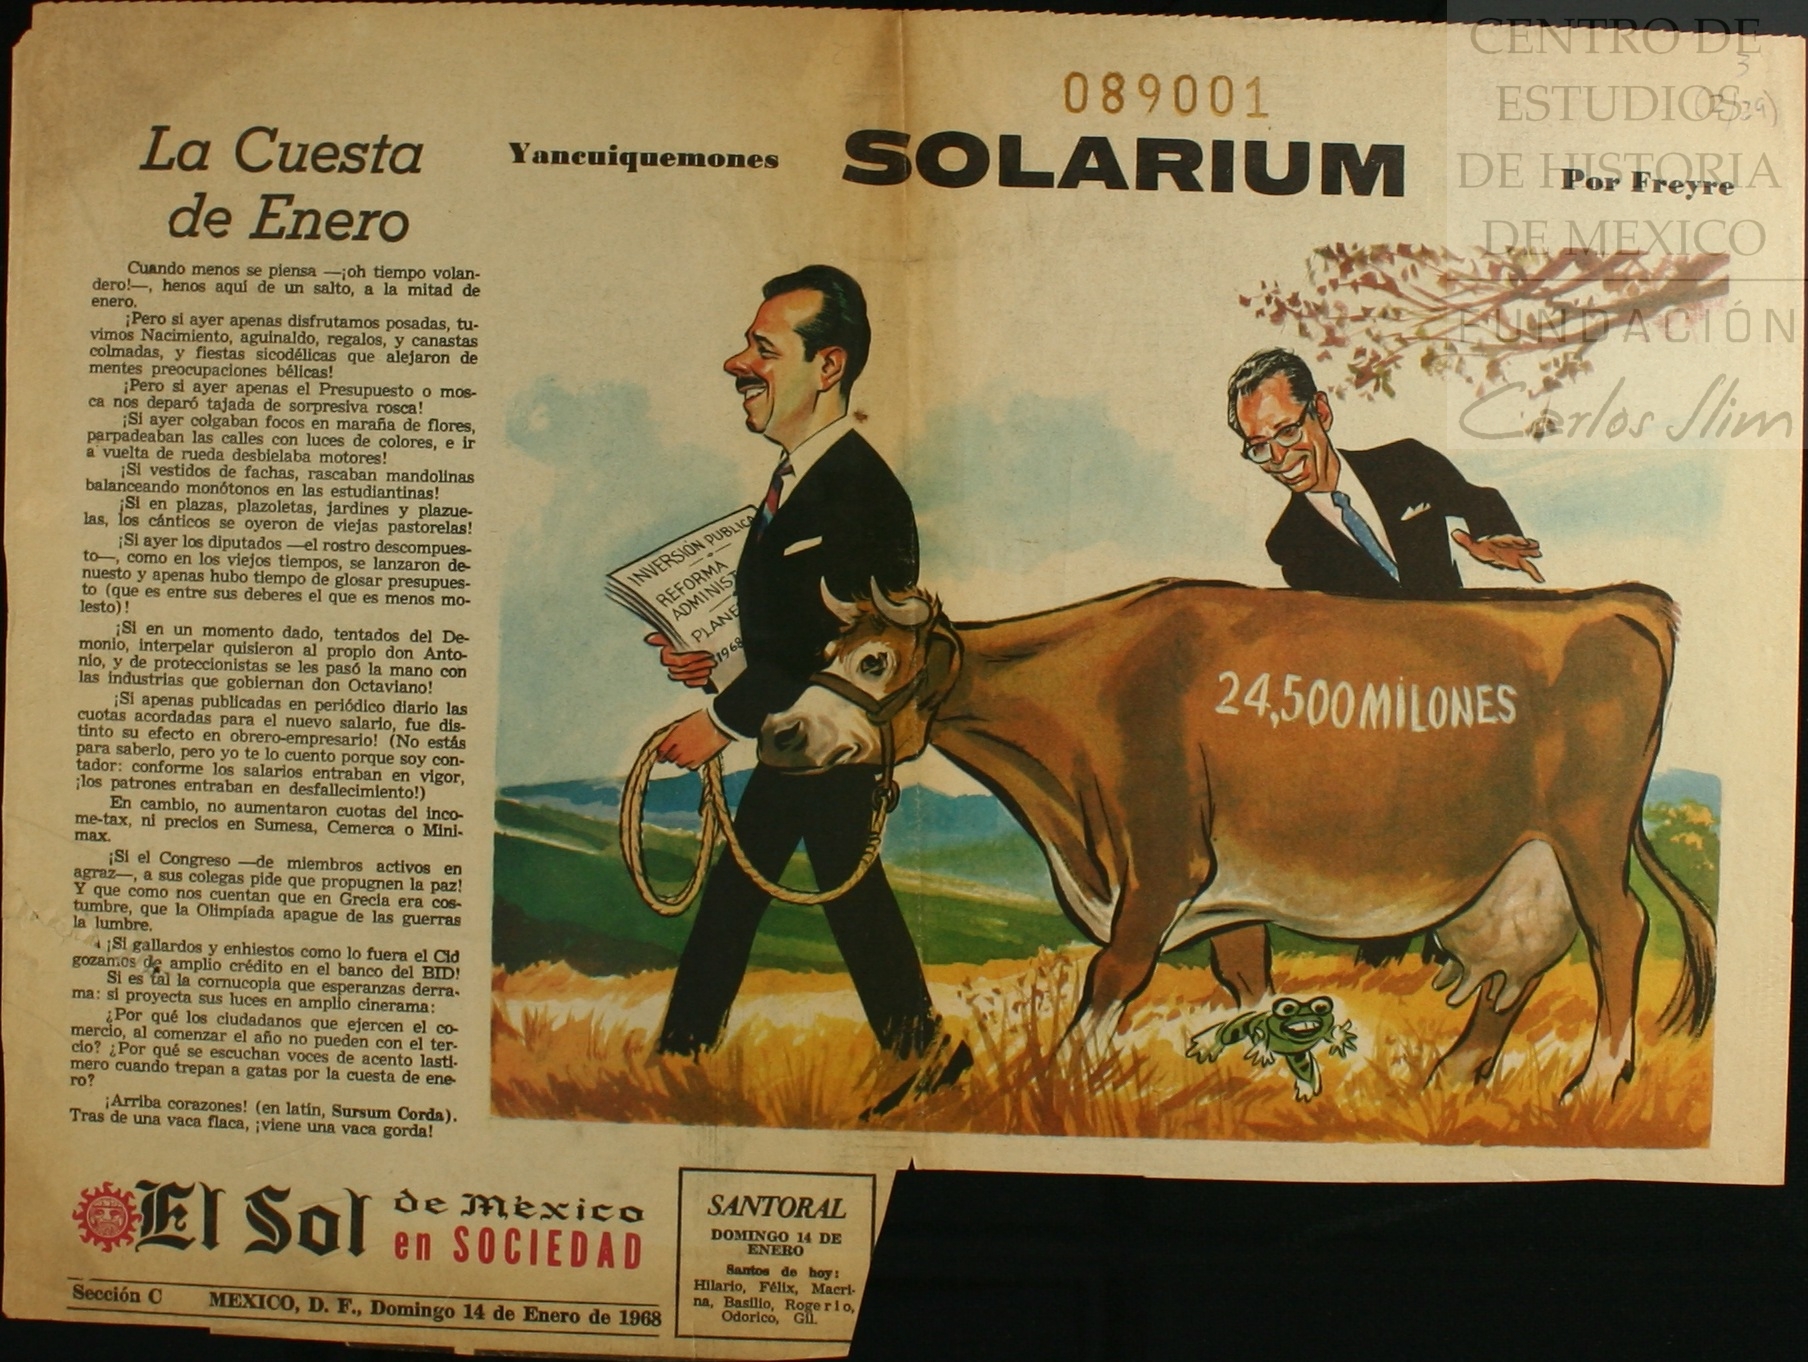 089001
La Cuesta
de Enero
Cuando menos se piensa —¡oh tiempo volan-
dero!—, henos aquí de un salto, a la mitad de
enero.
¡Pero si ayer apenas disfrutamos posadas, tu-
vimos Nacimiento, aguinaldo, regalos, y canastas
colmadas, y fiestas sicodélicas que alejaron de
mentes preocupaciones bélicas!
¡Pero si ayer apenas el Presupuesto o mos-
ca nos deparó tajada de sorpresiva rosca!
¡Si ayer colgaban focos en maraña de flores,
parpadeaban las calles con luces de colores, e ir
a vuelta de rueda desbielaba motores!
¡Si vestidos de fachas, rascaban mandolinas
balanceando monótonos en las estudiantinas!
¡Si en plazas, plazoletas, jardines y plazue-
las, los cánticos se oyeron de viejas pastorelas!
¡Si ayer los diputados —el rostro descompues-
to—, como en los viejos tiempos, se lanzaron de-
nuesto y apenas hubo tiempo de glosar presupues-
to (que es entre sus deberes el que es menos mo-
lesto)!
¡Si en un momento dado, tentados del De-
monio, interpelar quisieron al propio don Anto-
nio, y de proteccionistas se les pasó la mano con
las industrias que gobiernan don Octaviano!
¡Si apenas publicadas en periódico diario las
cuotas acordadas para el nuevo salario, fue dis-
tinto su efecto en obrero-empresario! (No estás
para saberlo, pero yo te lo cuento porque soy con-
tador: conforme los salarios entraban en vigor,
¡los patrones entraban en desfallecimiento!)
En cambio, no aumentaron cuotas del inco-
me-tax, ni precios en Sumesa, Cemerca o Mini-
max.
¡Si el Congreso —de miembros activos en
agraz—, a sus colegas pide que propugnen la paz!
Y que como nos cuentan que en Grecia era cos-
tumbre, que la Olimpíada apague de las guerras
la lumbre.
¡Si gallardos y enhiestos como lo fuera el Cid
gozamos de amplio crédito en el banco del BID!
Si es tal la cornucopia que esperanzas derra-
ma: si proyecta sus luces en amplio cinerama:
¿Por qué los ciudadanos que ejercen el co-
mercio, al comenzar el año no pueden con el ter-
cio? ¿Por qué se escuchan voces de acento lasti-
mero cuando trepan a gatas por la cuesta de ene-
ro?
¡Arriba corazones! (en latín, Sursum Corda).
Tras de una vaca flaca, ¡viene una vaca gorda!
Yancuiquemones
SOLARIUM
Por Freyre
INVERSIÓN PUBLICA
REFORMA
ADMINIST
PLANE
1968
24,500 MILONES
El Sol de México
en SOCIEDAD
Sección C MEXICO, D. F., Domingo 14 de Enero de 1968
SANTORAL
DOMINGO 14 DE
ENERO
Santos de hoy:
Hilario, Félix, Macri-
na, Basilio, Rogerio,
Odorico, Gil.
CENTRO DE
ESTUDIOS
DE HISTORIA
DE MEXICO
FUNDACIÓN
Carlos Slim